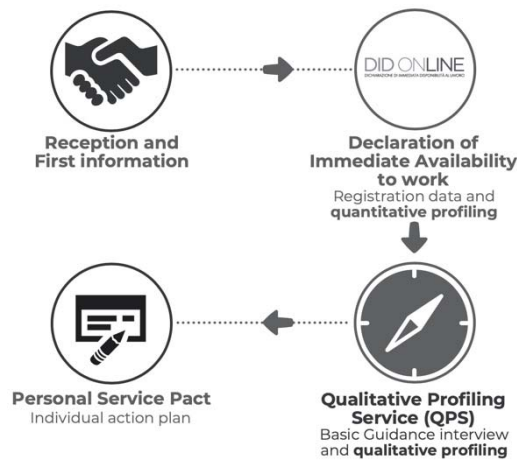 Reception and
First information
DID ONLINE
DICHIARAZIONE DI IMMEDIATA DISPONIBILITÀ AL LAVORO
Declaration of
Immediate Availability
to work
Registration data and
quantitative profiling
Personal Service Pact
Individual action plan
Qualitative Profiling
Service (QPS)
Basic Guidance interview
and qualitative profiling